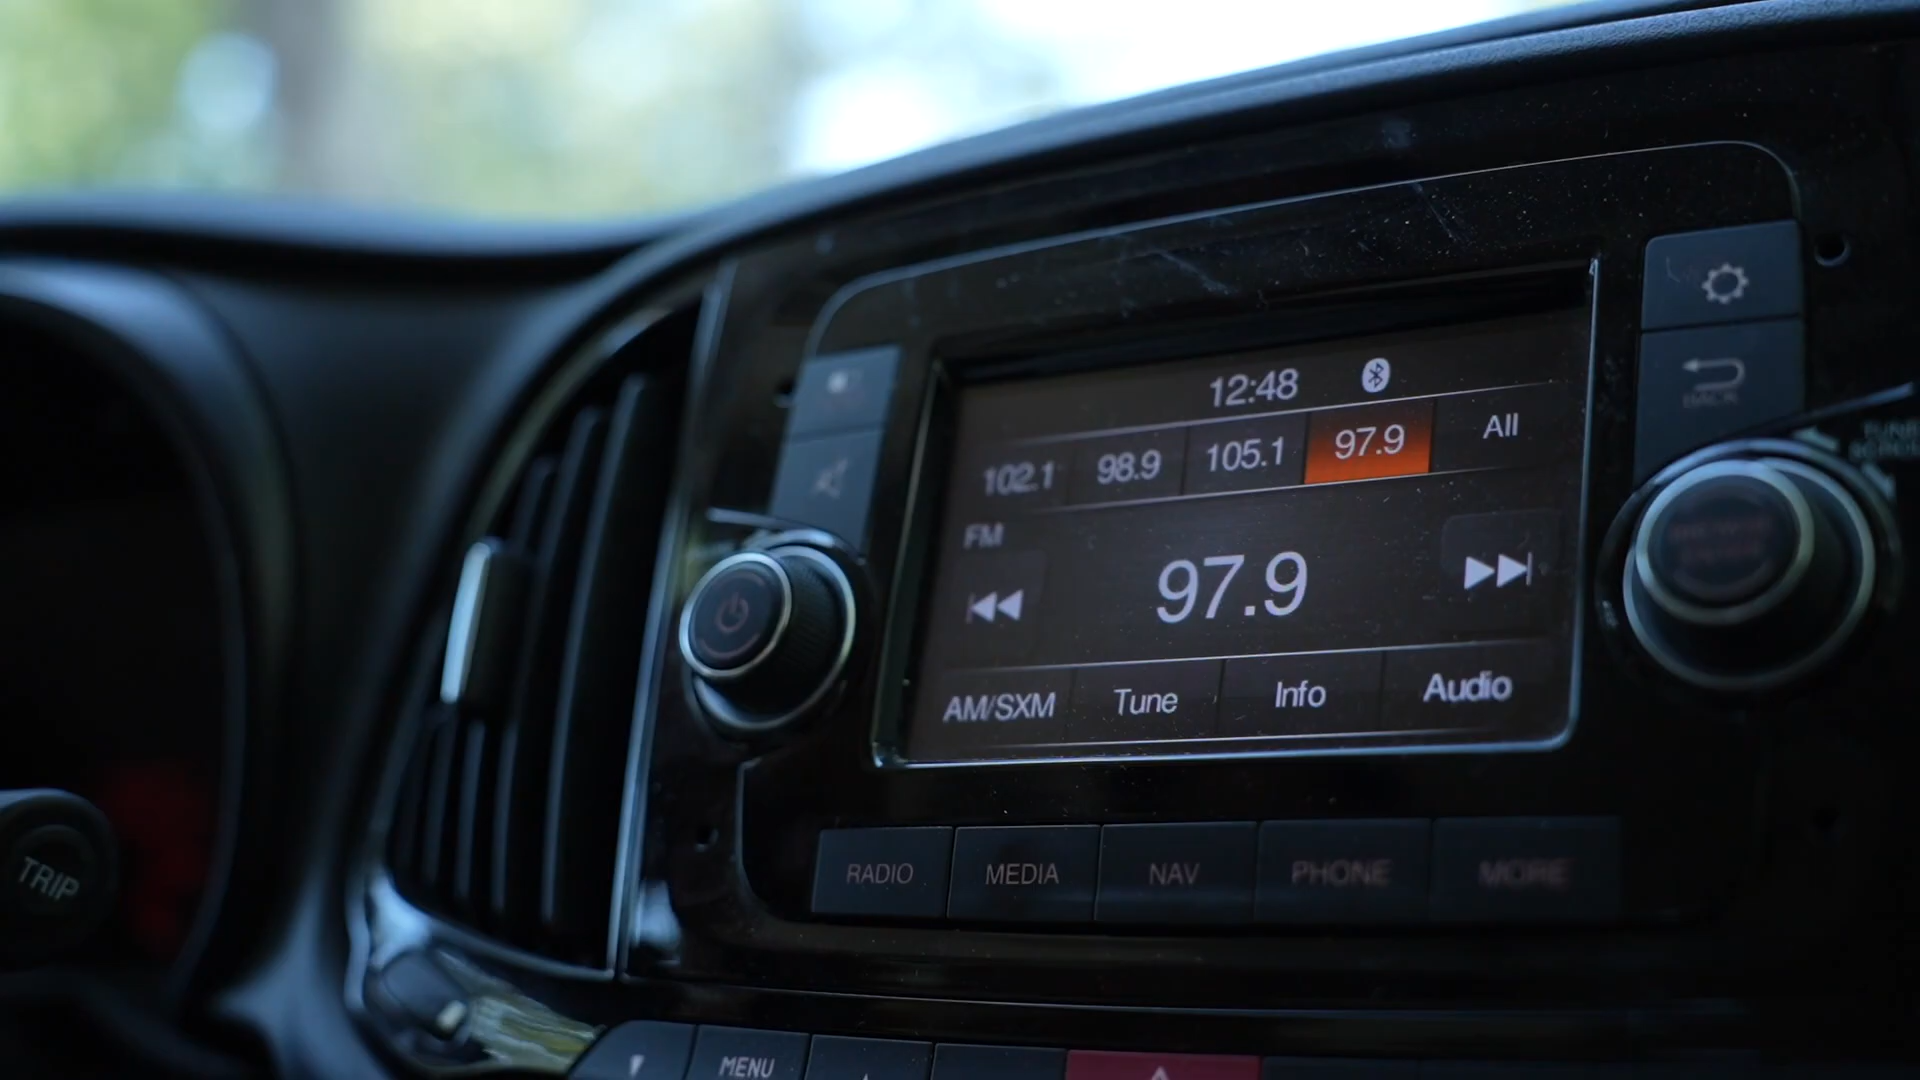 12:48
102.1 98.9 105.1 97.9 All
FM
97.9
AM/SXM Tune Info Audio
BACK
RADIO MEDIA NAV PHONE MORE
TRIP
MENU